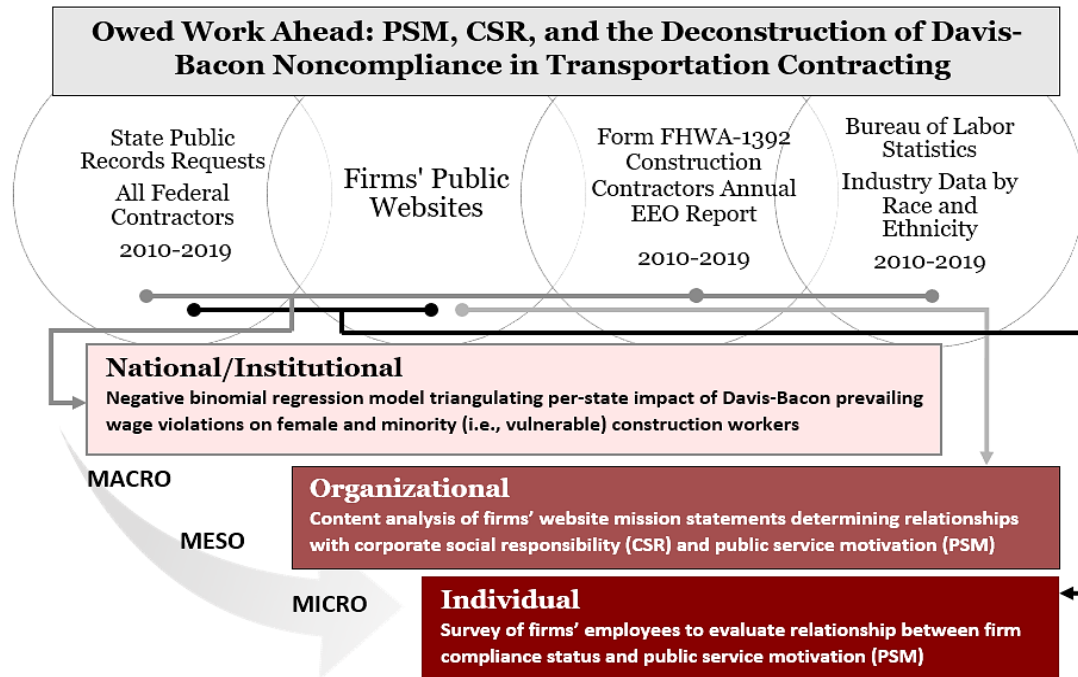 Owed Work Ahead: PSM, CSR, and the Deconstruction of Davis-
Bacon Noncompliance in Transportation Contracting
State Public
Records Requests
All Federal
Contractors
2010-2019
Firms' Public
Websites
Form FHWA-1392
Construction
Contractors Annual
EEO Report
2010-2019
Bureau of Labor
Statistics
Industry Data by
Race and
Ethnicity
2010-2019
National/Institutional
Negative binomial regression model triangulating per-state impact of Davis-Bacon prevailing
wage violations on female and minority (i.e., vulnerable) construction workers
MACRO
Organizational
Content analysis of firms’ website mission statements determining relationships
with corporate social responsibility (CSR) and public service motivation (PSM)
MESO
MICRO
Individual
Survey of firms’ employees to evaluate relationship between firm
compliance status and public service motivation (PSM)